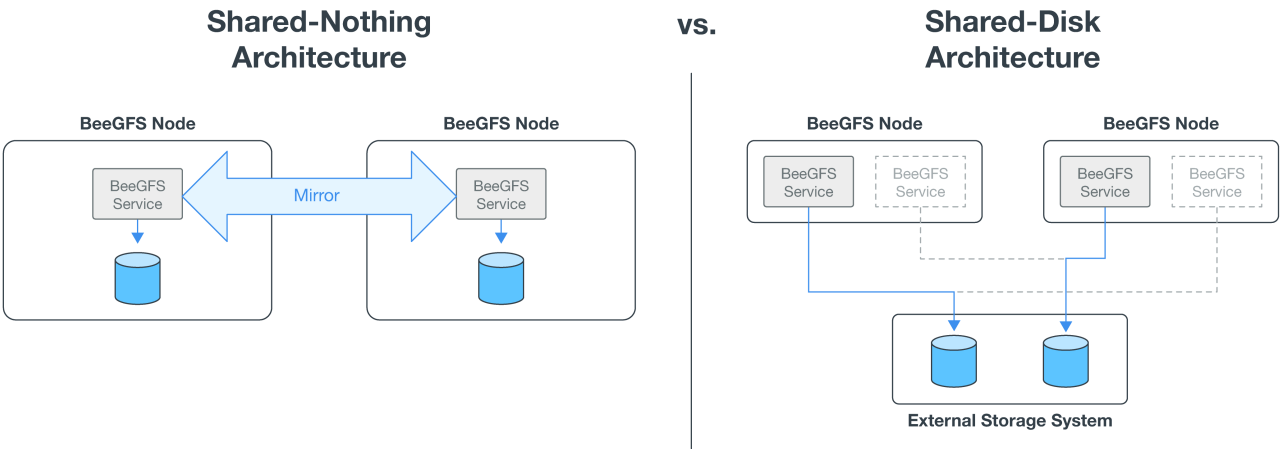 Shared-Nothing
Architecture
vs.
Shared-Disk
Architecture
BeeGFS Node
BeeGFS
Service
Mirror
BeeGFS Node
BeeGFS
Service
BeeGFS Node
BeeGFS
Service
BeeGFS
Service
BeeGFS Node
BeeGFS
Service
BeeGFS
Service
External Storage System